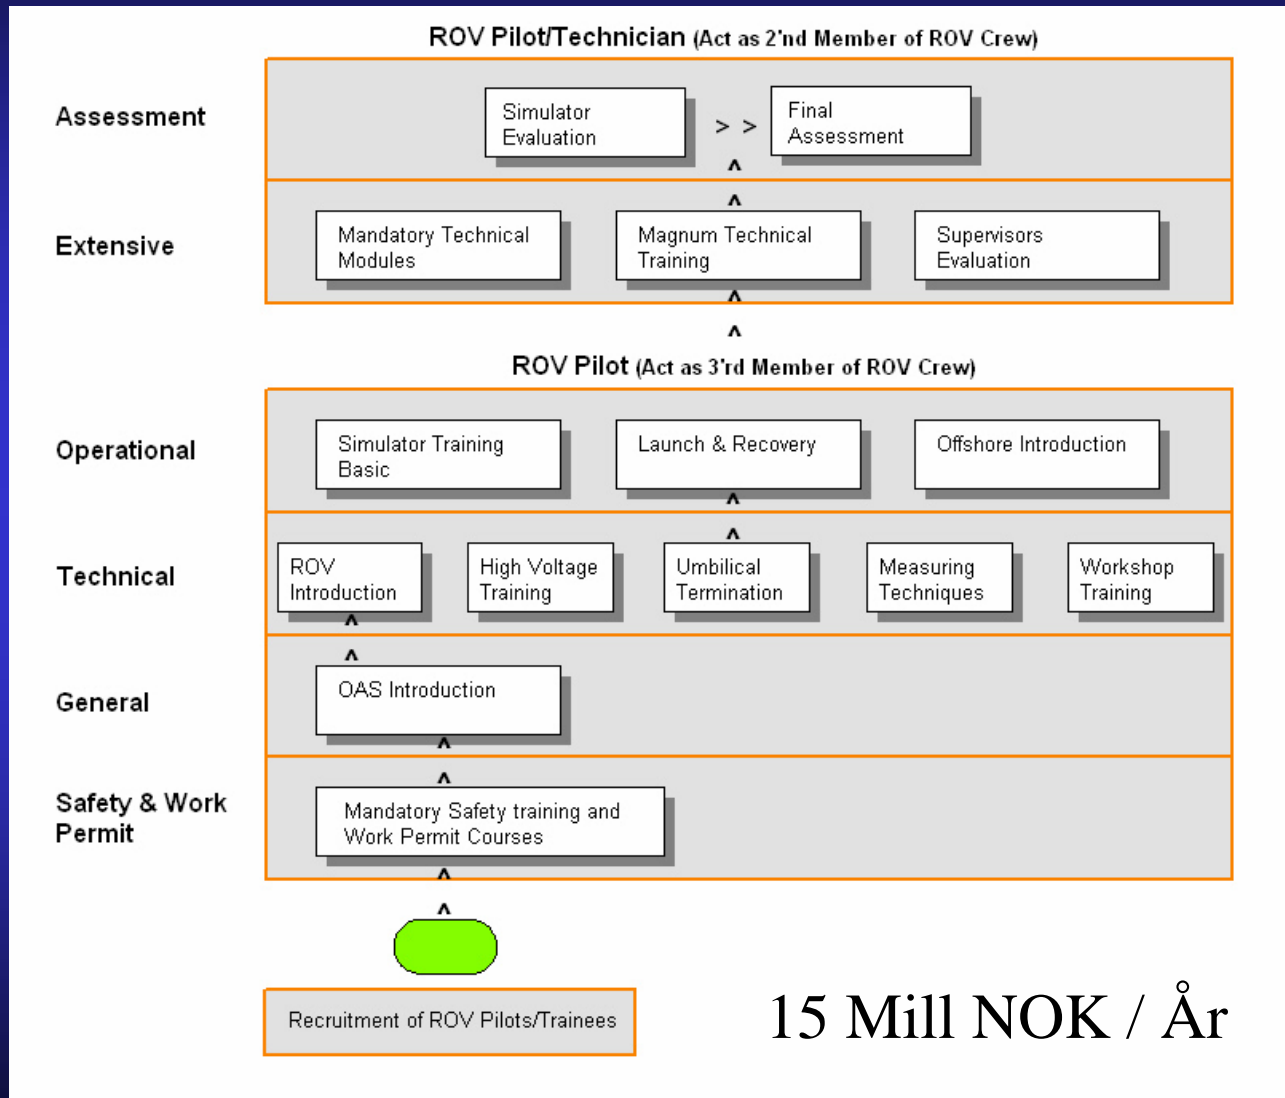 ROV Pilot/Technician (Act as 2'nd Member of ROV Crew)
Assessment
Simulator
Evaluation
> >
Final
Assessment
^
^
Extensive
Mandatory Technical
Modules
Magnum Technical
Training
Supervisors
Evaluation
^
^
ROV Pilot (Act as 3'rd Member of ROV Crew)
Operational
Simulator Training
Basic
Launch & Recovery
Offshore Introduction
^
^
Technical
ROV
Introduction
High Voltage
Training
Umbilical
Termination
Measuring
Techniques
Workshop
Training
^
^
General
OAS Introduction
^
^
Safety & Work
Permit
Mandatory Safety training and
Work Permit Courses
^
^
Recruitment of ROV Pilots/Trainees
15 Mill NOK / År